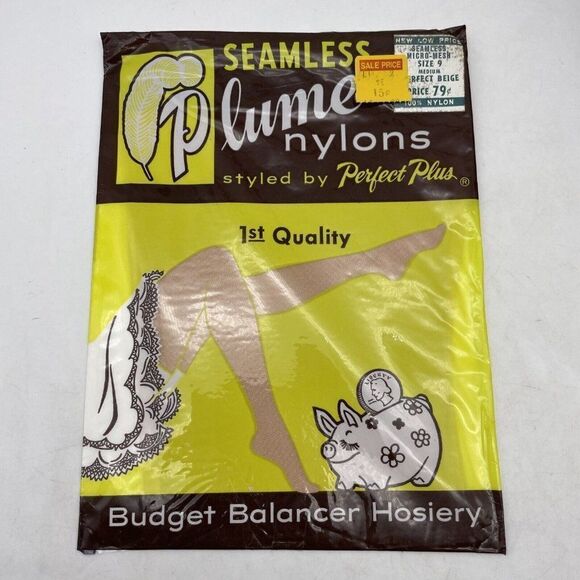 SEAMLESS
Plume
nylons
styled by Perfect Plus ®
SALE PRICE
15¢
NEW LOW PRICE
SEAMLESS
MICRO-MESH
SIZE 9
MEDIUM
PERFECT BEIGE
PRICE 79¢
100% NYLON
1st Quality
LIBERTY
Budget Balancer Hosiery